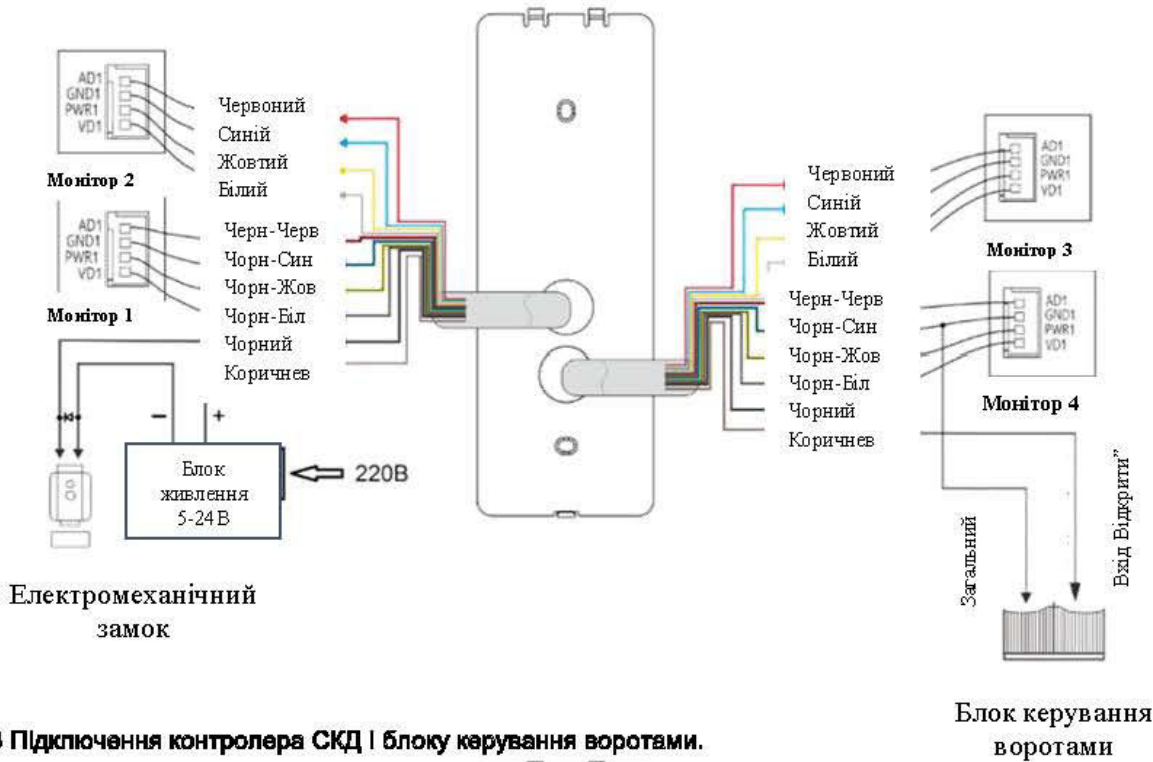 AD1
GND1
PWR1
VD1
Монітор 2
Червоний
Синій
Жовтий
Білий
AD1
GND1
PWR1
VD1
Монітор 1
Черн-Черв
Чорн-Син
Чорн-Жов
Чорн-Біл
Чорний
Коричнев
−
+
Блок
живлення
5-24В
220В
Електромеханічний
замок
Червоний
Синій
Жовтий
Білий
AD1
GND1
PWR1
VD1
Монітор 3
Черн-Черв
Чорн-Син
Чорн-Жов
Чорн-Біл
Чорний
Коричнев
AD1
GND1
PWR1
VD1
Монітор 4
Загальний
Вхід Відкрити”
Блок керування
воротами
Підключення контролера СКД і блоку керування воротами.